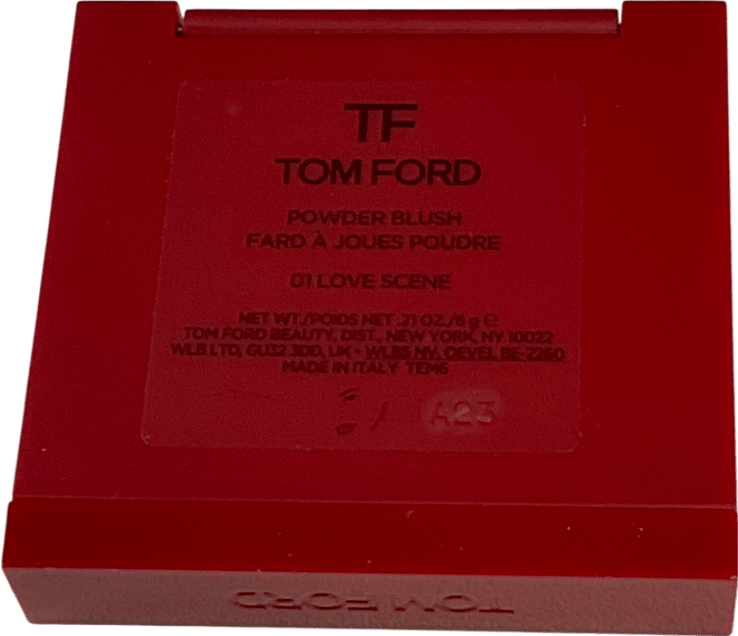 TF
TOM FORD
POWDER BLUSH
FARD À JOUES POUDRE
01 LOVE SCENE
NET WT./POIDS NET .21 OZ./6 g ℮
TOM FORD BEAUTY, DIST., NEW YORK, NY 10022
WLB LTD, GU32 3DD, UK • WLBS NV, OEVEL BE-2260
MADE IN ITALY TEM6
A23
TOM FORD